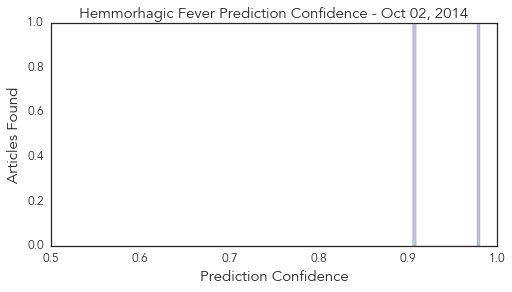 Hemmorhagic Fever Prediction Confidence - Oct 02, 2014
1.0
0.8
0.6
0.4
0.2
0.0
Articles Found
0.5 0.6 0.7 0.8 0.9 1.0
Prediction Confidence